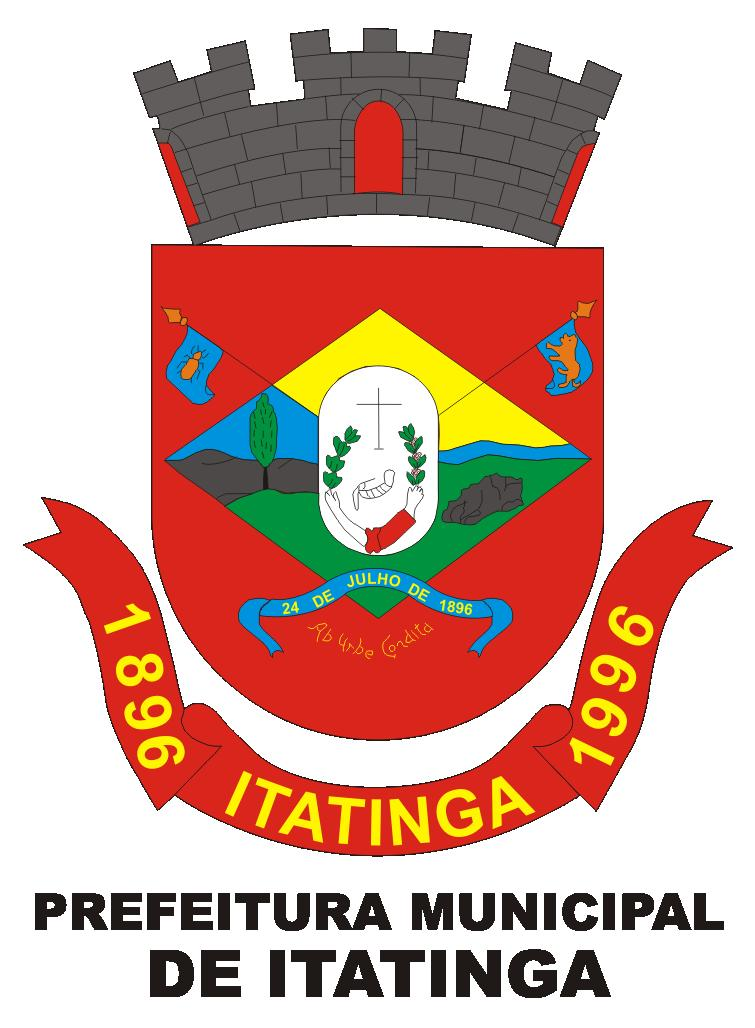 24 DE JULHO DE 1896
Ab Urbe Condita
1896
ITATINGA
1996
PREFEITURA MUNICIPAL
DE ITATINGA